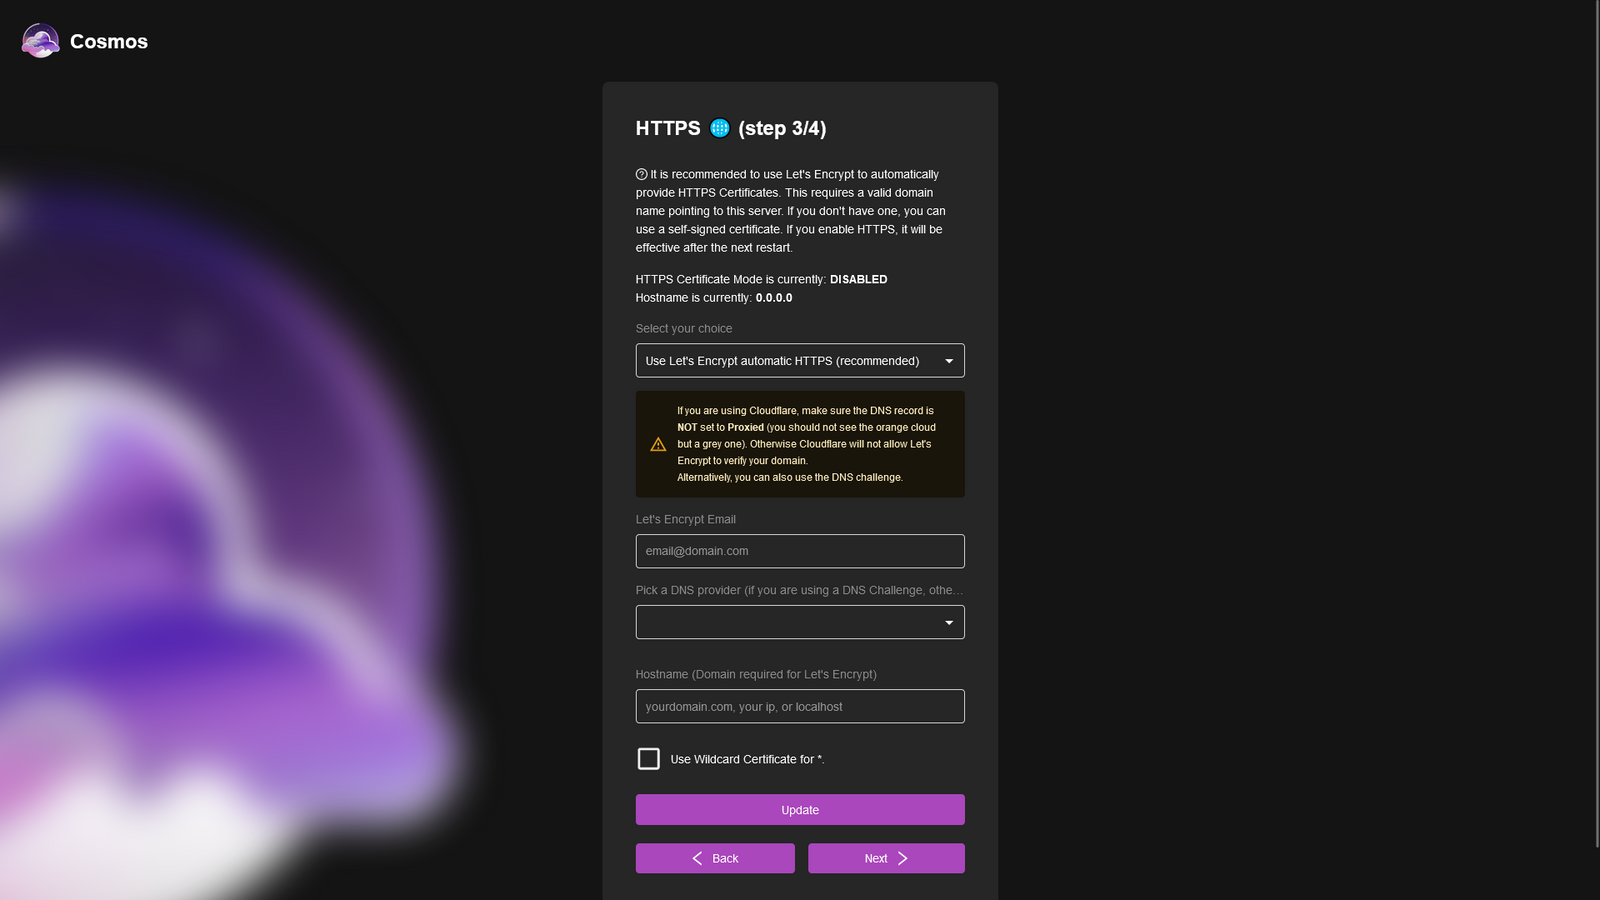 Cosmos
HTTPS 🌐 (step 3/4)
It is recommended to use Let's Encrypt to automatically
provide HTTPS Certificates. This requires a valid domain
name pointing to this server. If you don't have one, you can
use a self-signed certificate. If you enable HTTPS, it will be
effective after the next restart.
HTTPS Certificate Mode is currently: DISABLED
Hostname is currently: 0.0.0.0
Select your choice
Use Let's Encrypt automatic HTTPS (recommended)
If you are using Cloudflare, make sure the DNS record is
NOT set to Proxied (you should not see the orange cloud
but a grey one). Otherwise Cloudflare will not allow Let's
Encrypt to verify your domain.
Alternatively, you can also use the DNS challenge.
Let's Encrypt Email
email@domain.com
Pick a DNS provider (if you are using a DNS Challenge, othe…
Hostname (Domain required for Let's Encrypt)
yourdomain.com, your ip, or localhost
Use Wildcard Certificate for *.
Update
Back
Next